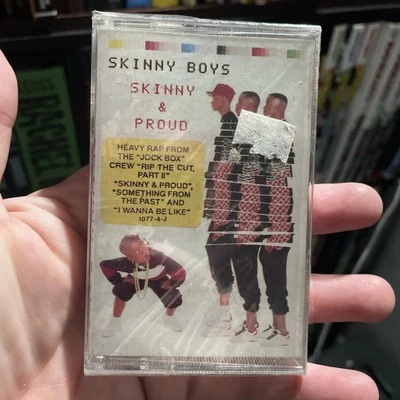 SKINNY BOYS
SKINNY
&
PROUD
HEAVY RAP FROM
THE "JOCK BOX"
CREW "RIP THE CUT,
PART II"
"SKINNY & PROUD",
"SOMETHING FROM
THE PAST" AND
"I WANNA BE LIKE"
1077-4-J